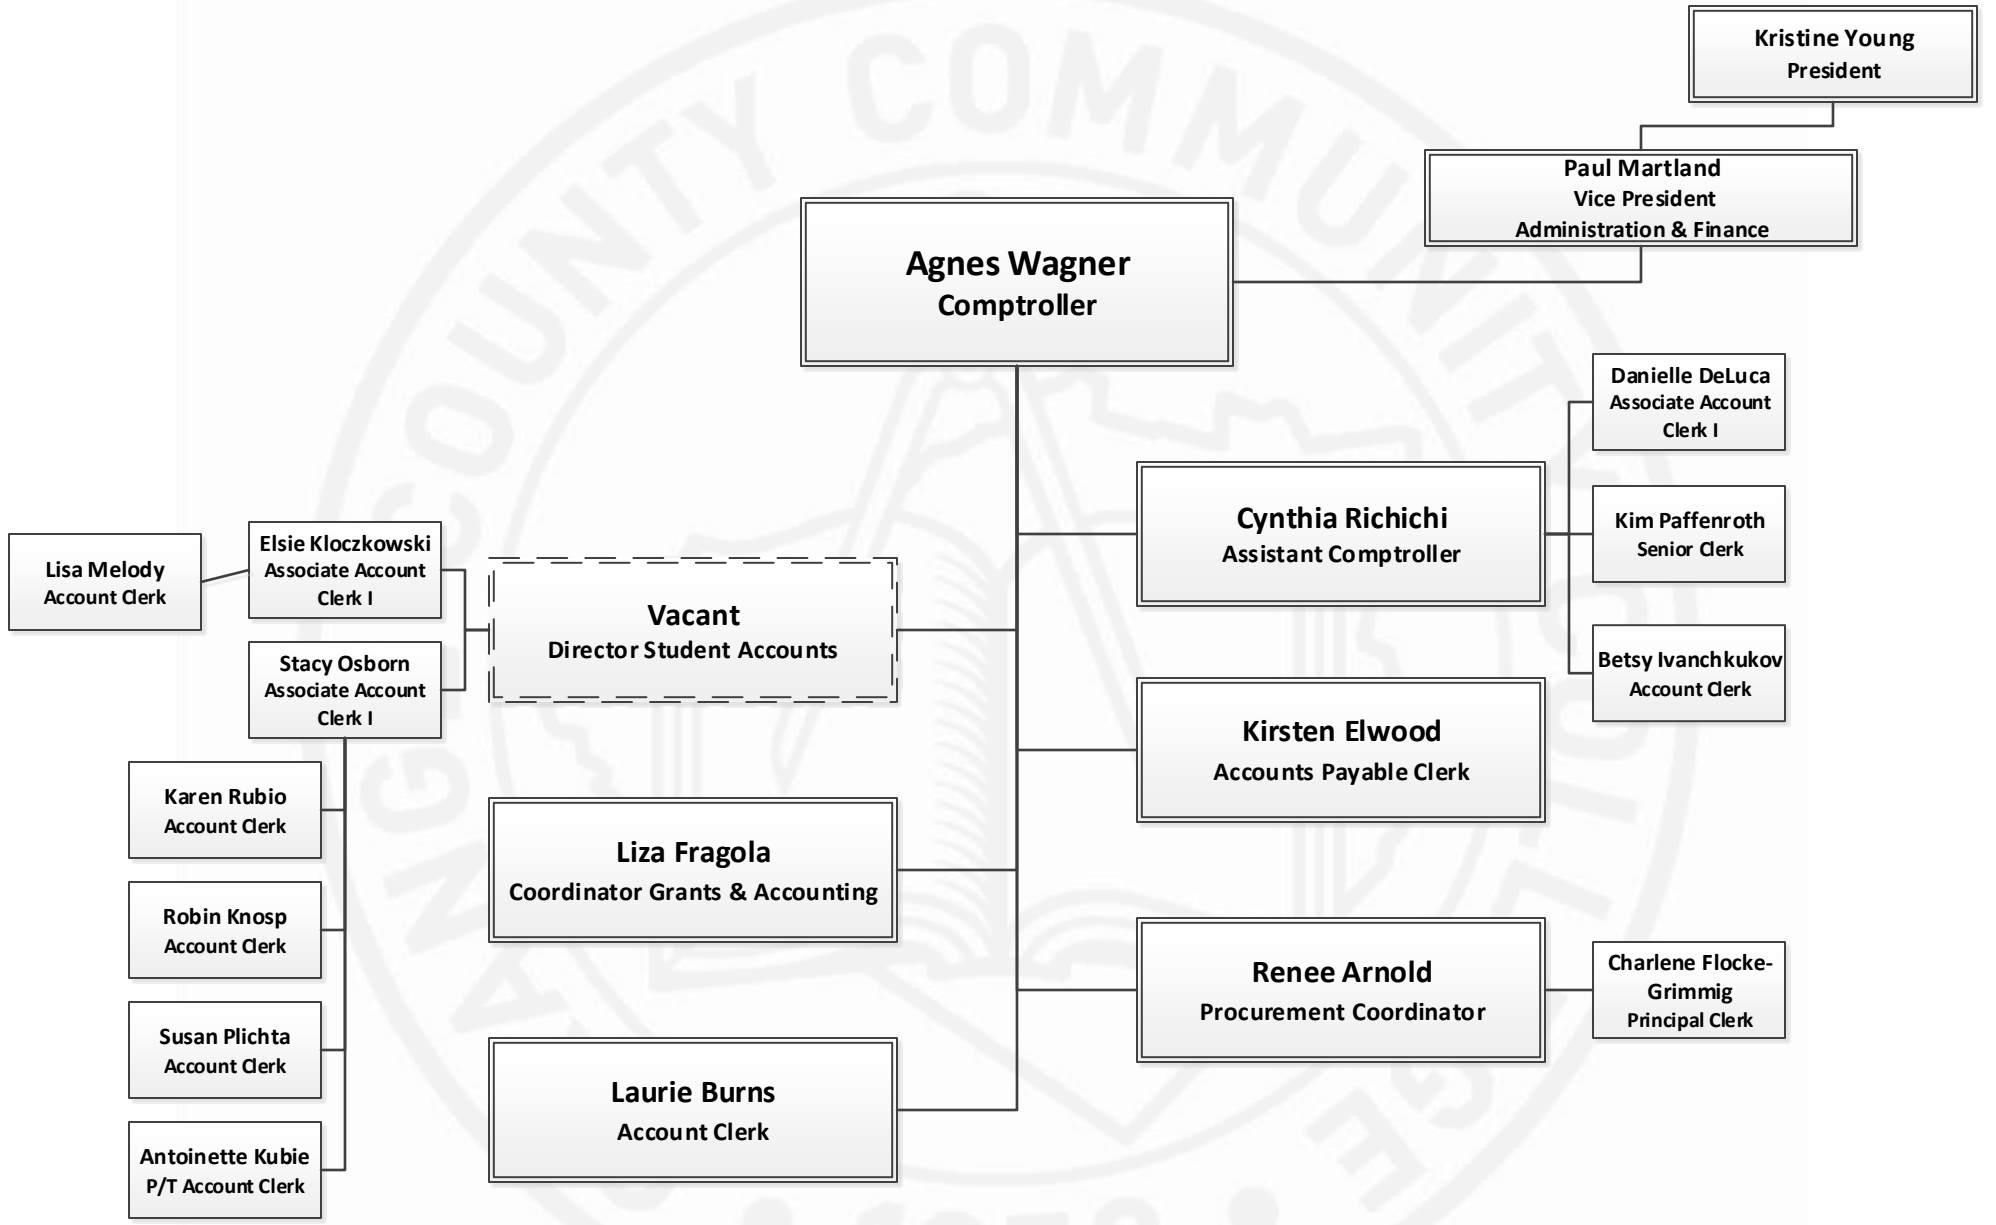 Kristine Young
President
Paul Martland
Vice President
Administration & Finance
Agnes Wagner
Comptroller
Danielle DeLuca
Associate Account
Clerk I
Cynthia Richichi
Assistant Comptroller
Kim Paffenroth
Senior Clerk
Betsy Ivanchkukov
Account Clerk
Lisa Melody
Account Clerk
Elsie Kloczkowski
Associate Account
Clerk I
Vacant
Director Student Accounts
Stacy Osborn
Associate Account
Clerk I
Kirsten Elwood
Accounts Payable Clerk
Karen Rubio
Account Clerk
Liza Fragola
Coordinator Grants & Accounting
Robin Knosp
Account Clerk
Renee Arnold
Procurement Coordinator
Charlene Flocke-
Grimmig
Principal Clerk
Susan Plichta
Account Clerk
Laurie Burns
Account Clerk
Antoinette Kubie
P/T Account Clerk
COUNTY COMMUNITY